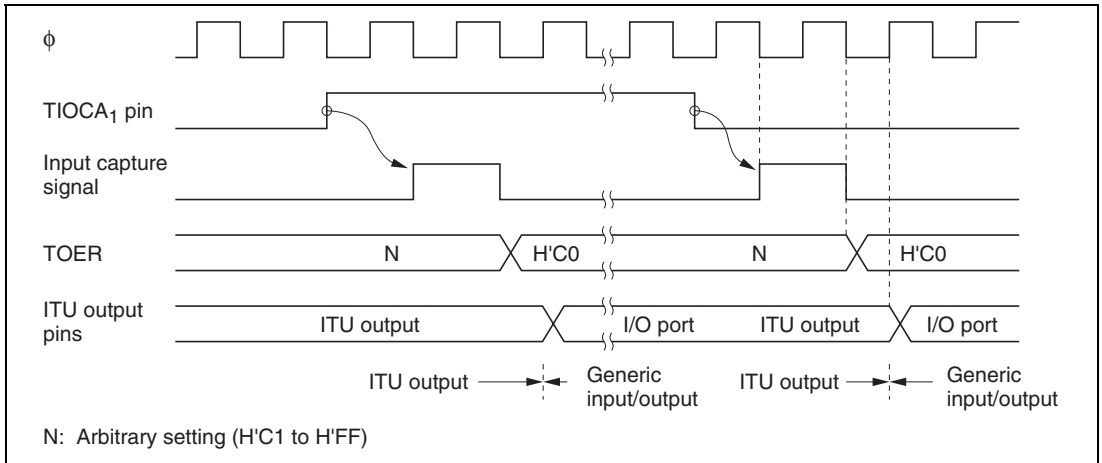 ϕ
TIOCA1 pin
Input capture
signal
TOER N H'C0 N H'C0
ITU output
pins
ITU output I/O port ITU output I/O port
ITU output Generic
input/output
ITU output Generic
input/output
N: Arbitrary setting (H'C1 to H'FF)